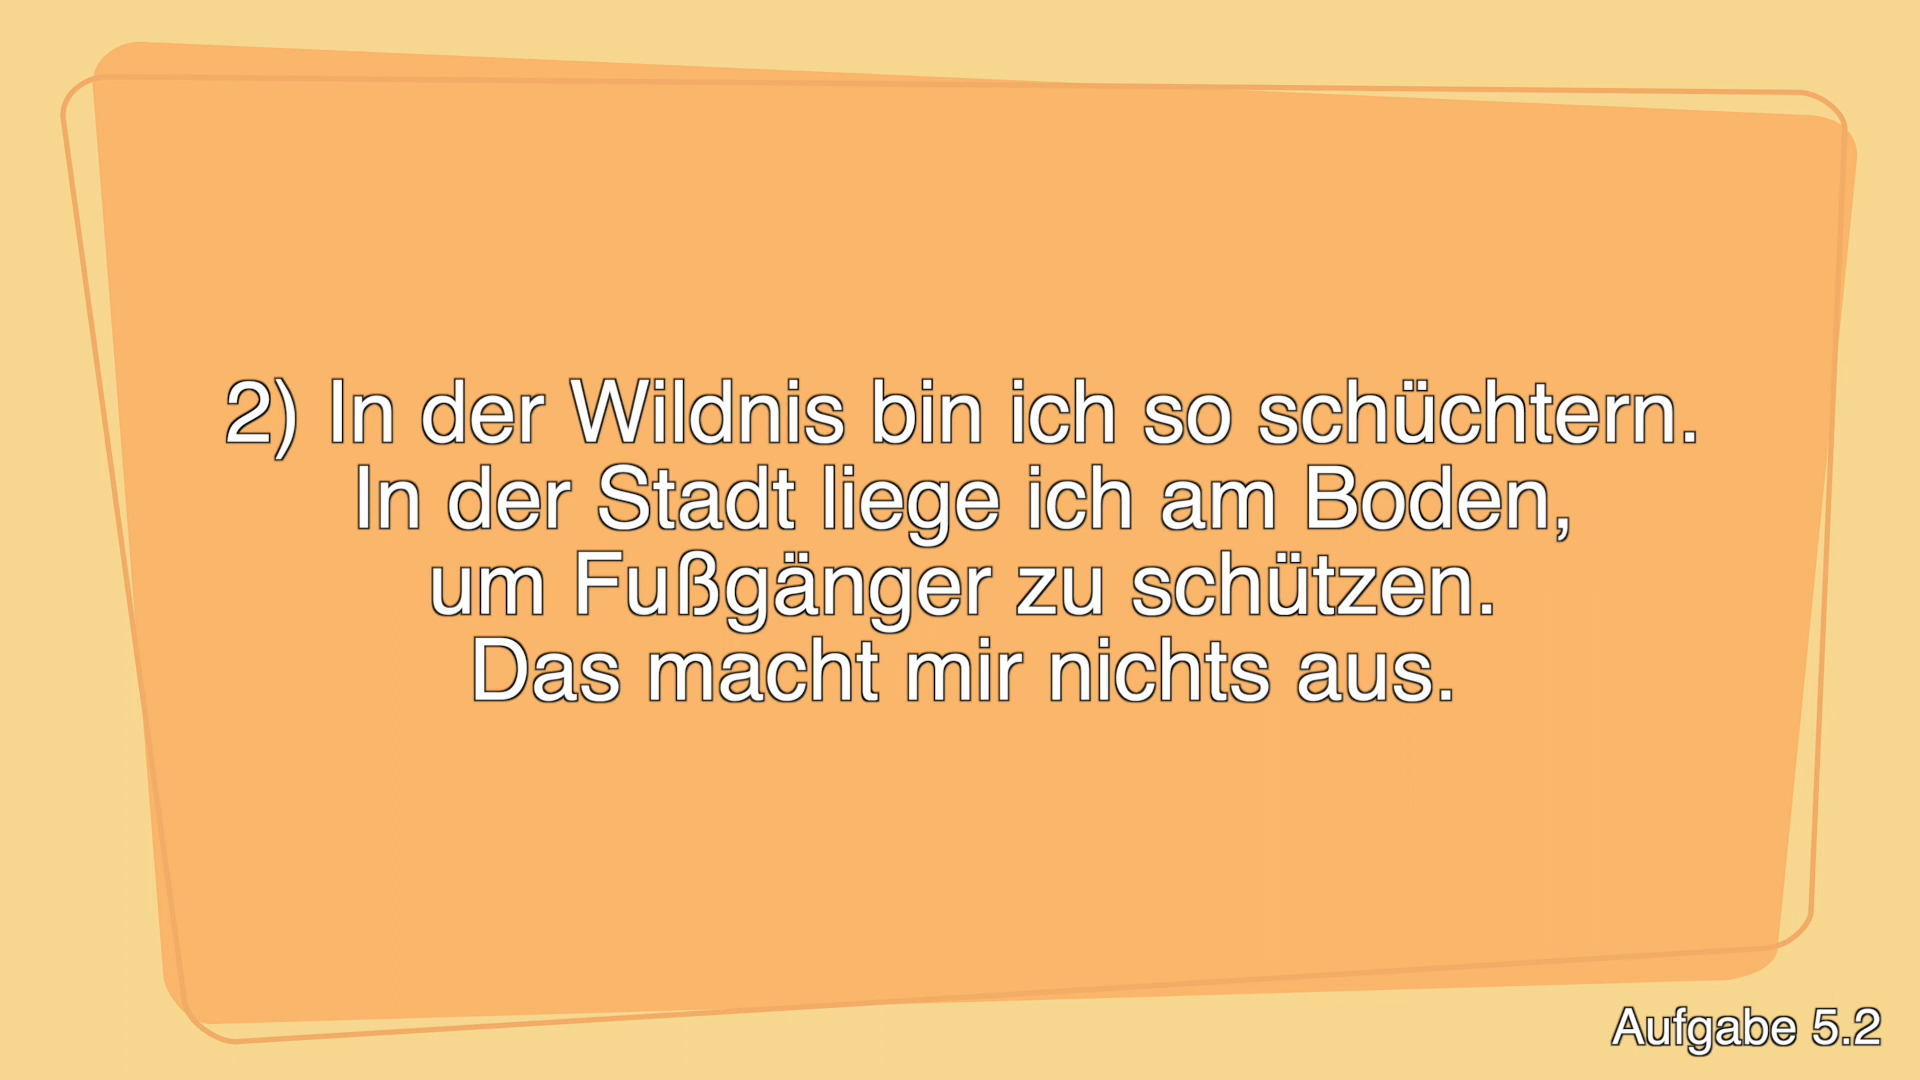 2) In der Wildnis bin ich so schüchtern.
In der Stadt liege ich am Boden,
um Fußgänger zu schützen.
Das macht mir nichts aus.
Aufgabe 5.2